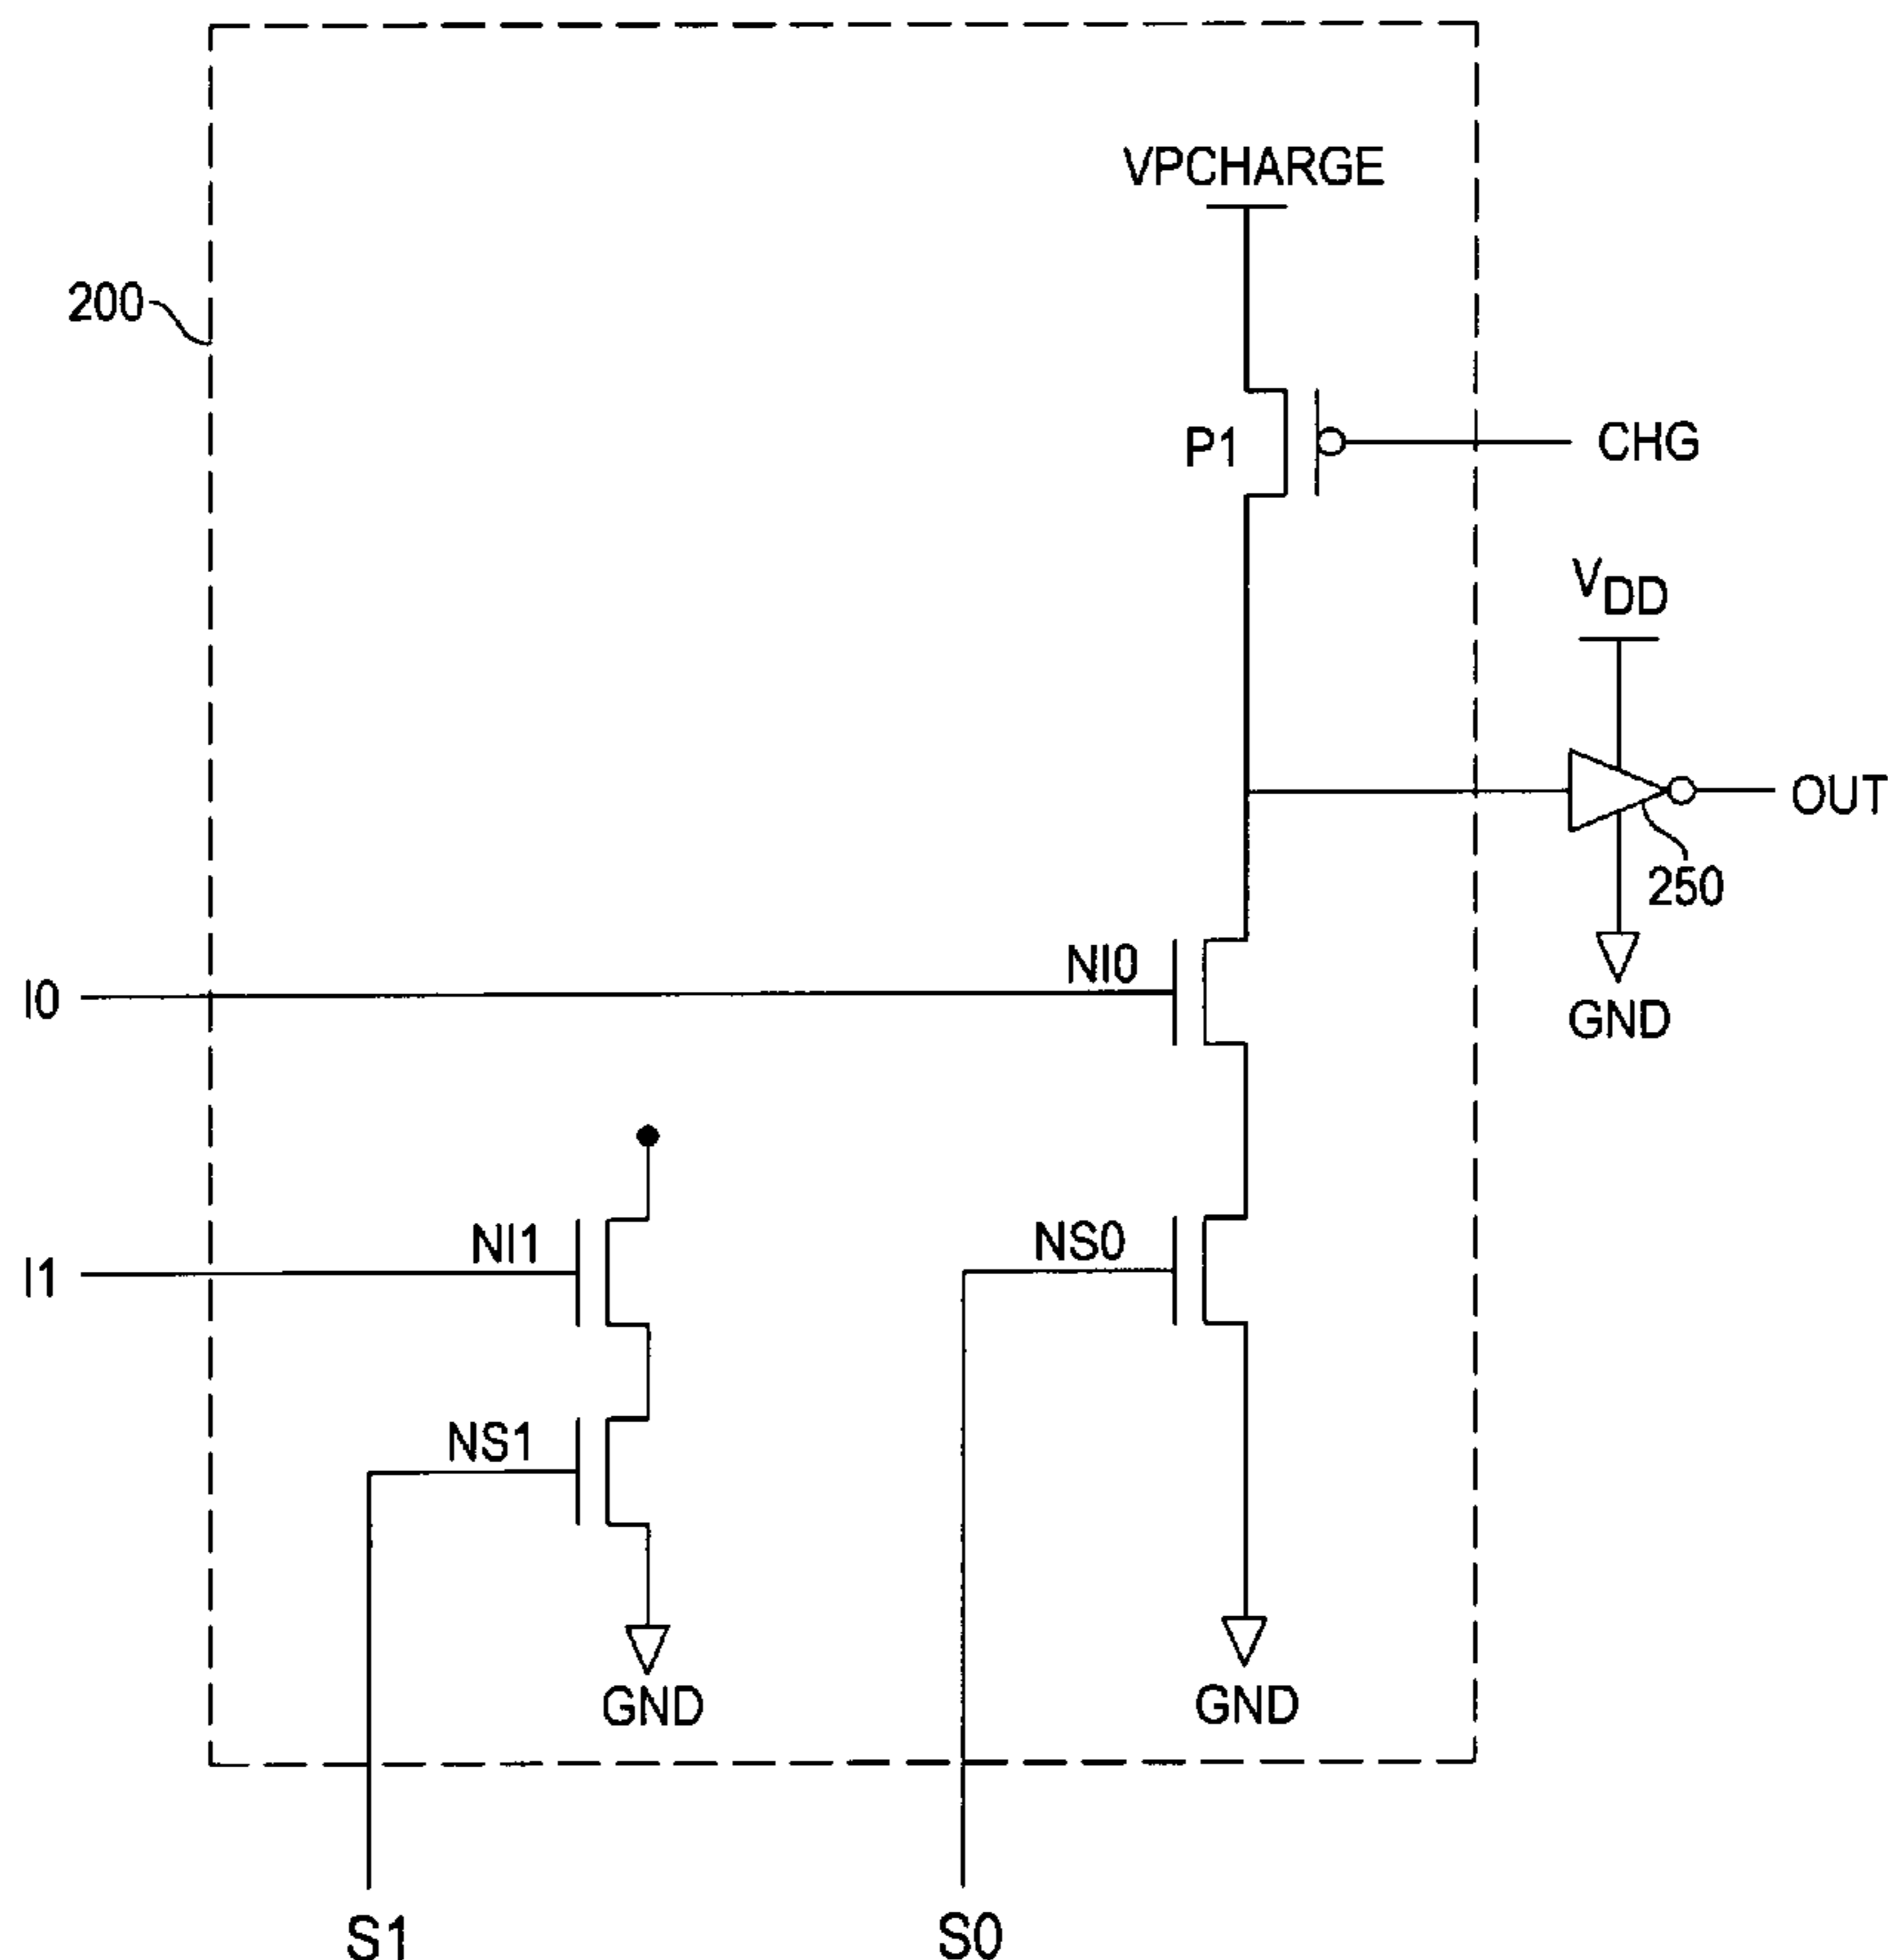 VPCHARGE
200
P1
CHG
VDD
OUT
250
NI0
I0
GND
NI1
NS0
I1
NS1
GND
GND
S1
S0